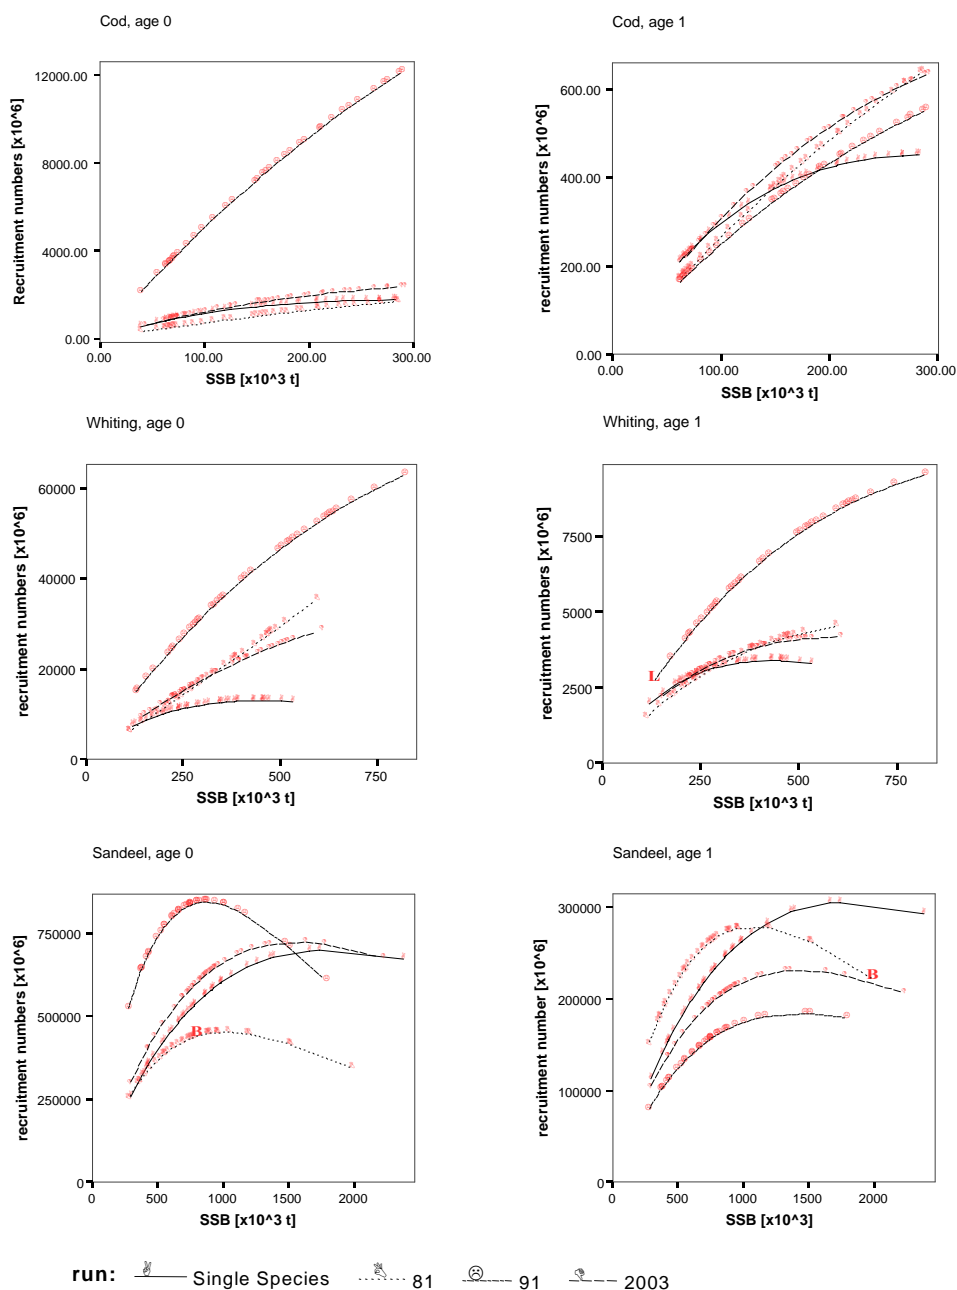 Cod, age 0
Cod, age 1
Recruitment numbers [x10^6]
12000.00
8000.00
4000.00
0.00
0.00 100.00 200.00 300.00
SSB [x10^3 t]
recruitment numbers [x10^6]
600.00
400.00
200.00
0.00
0.00 100.00 200.00 300.00
SSB [x10^3 t]
Whiting, age 0
Whiting, age 1
recruitment numbers [x10^6]
60000
40000
20000
0
0 250 500 750
SSB [x10^3 t]
recruitment numbers [x10^6]
7500
5000
2500
0
L
0 250 500 750
SSB [x10^3 t]
Sandeel, age 0
Sandeel, age 1
recruitment numbers [x10^6]
750000
500000
250000
0
B
0 500 1000 1500 2000
SSB [x10^3 t]
recruitment number [x10^6]
300000
200000
100000
0
B
0 500 1000 1500 2000
SSB [x10^3]
run: Single Species 81 91 2003